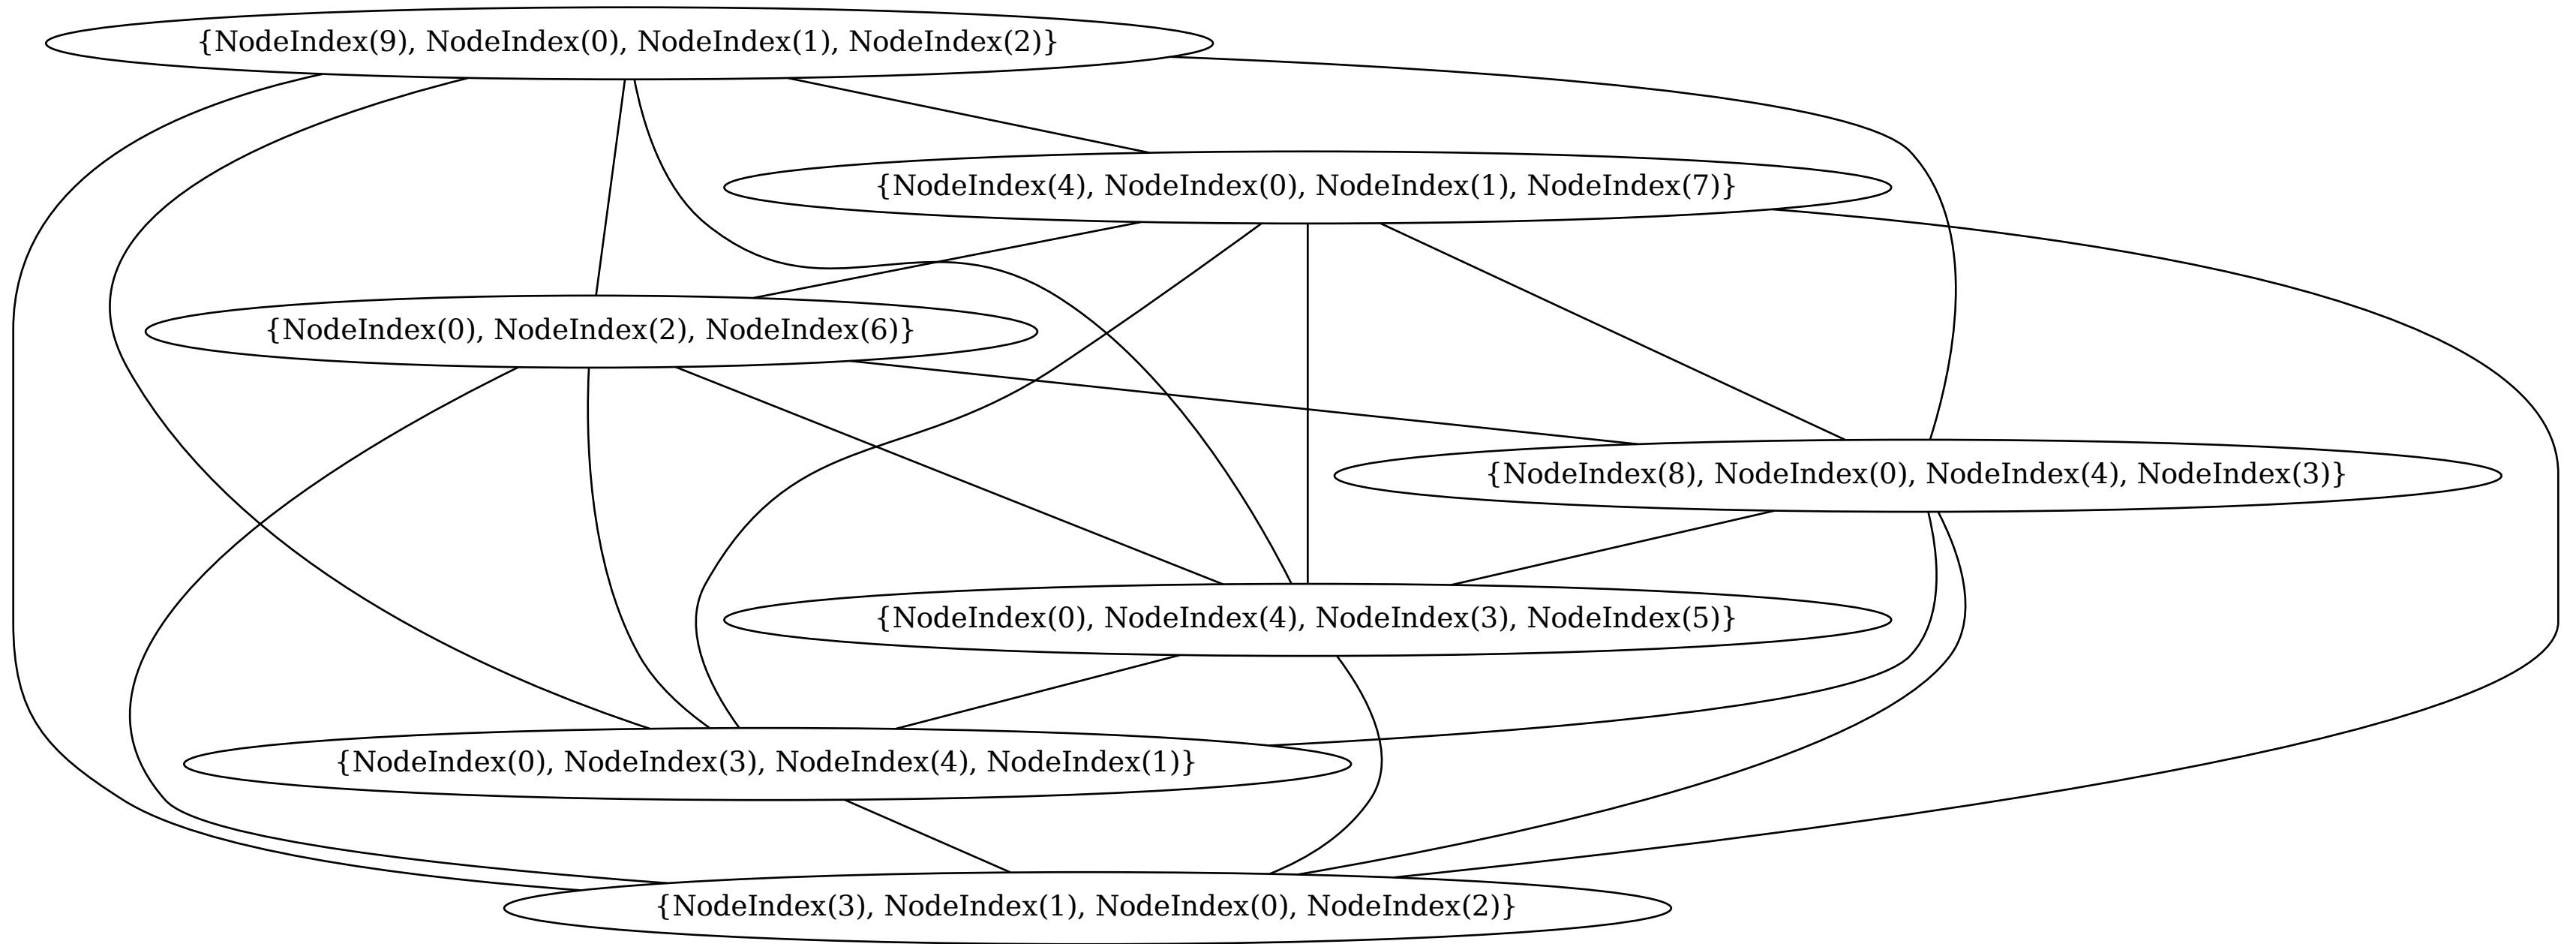 {NodeIndex(9), NodeIndex(0), NodeIndex(1), NodeIndex(2)}
{NodeIndex(4), NodeIndex(0), NodeIndex(1), NodeIndex(7)}
{NodeIndex(0), NodeIndex(2), NodeIndex(6)}
{NodeIndex(8), NodeIndex(0), NodeIndex(4), NodeIndex(3)}
{NodeIndex(0), NodeIndex(4), NodeIndex(3), NodeIndex(5)}
{NodeIndex(0), NodeIndex(3), NodeIndex(4), NodeIndex(1)}
{NodeIndex(3), NodeIndex(1), NodeIndex(0), NodeIndex(2)}